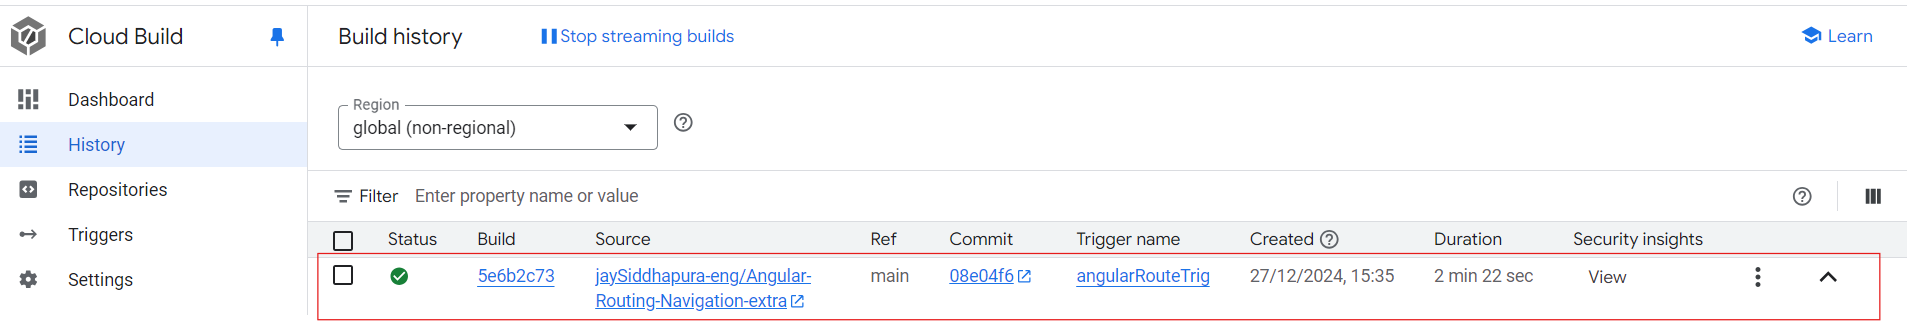 Cloud Build
Build history
Stop streaming builds
Learn
Dashboard
History
Repositories
Triggers
Settings
Region
global (non-regional)
Filter Enter property name or value
Status Build Source Ref Commit Trigger name Created Duration Security insights
5e6b2c73 jaySiddhapura-eng/Angular- main 08e04f6 angularRouteTrig 27/12/2024, 15:35 2 min 22 sec View
Routing-Navigation-extra